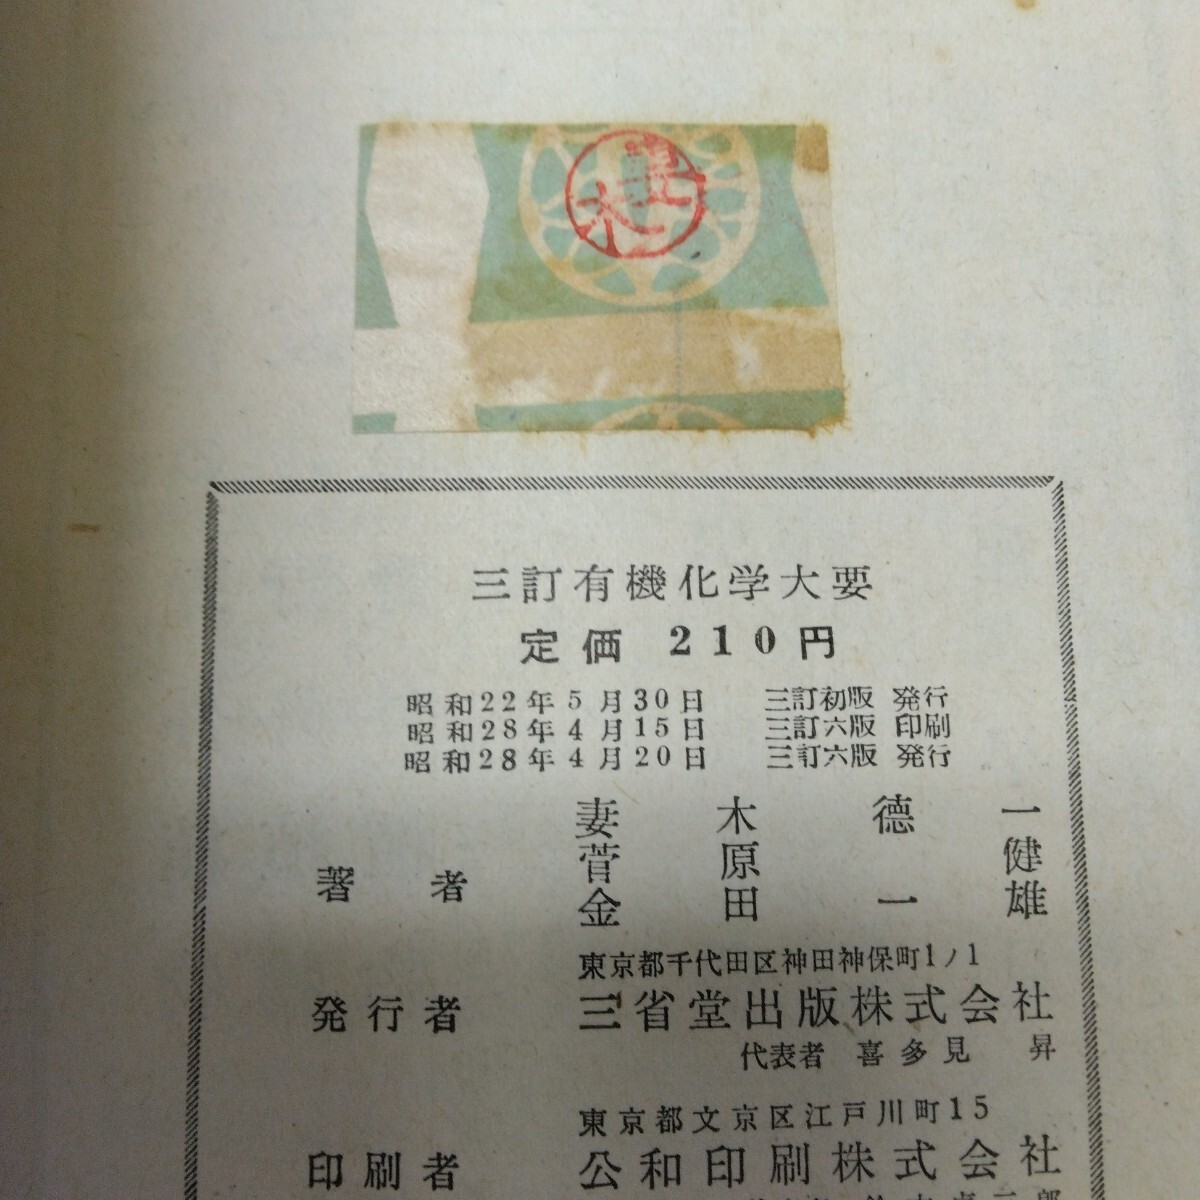 妻木
三訂有機化学大要
定価 210円
昭和22年5月30日 三訂初版 発行
昭和28年4月15日 三訂六版 印刷
昭和28年4月20日 三訂六版 発行
著者
妻木徳一
菅原健
金田一雄
東京都千代田区神田神保町1ノ1
発行者 三省堂出版株式会社
代表者 喜多見 昇
東京都文京区江戸川町15
印刷者 公和印刷株式会社